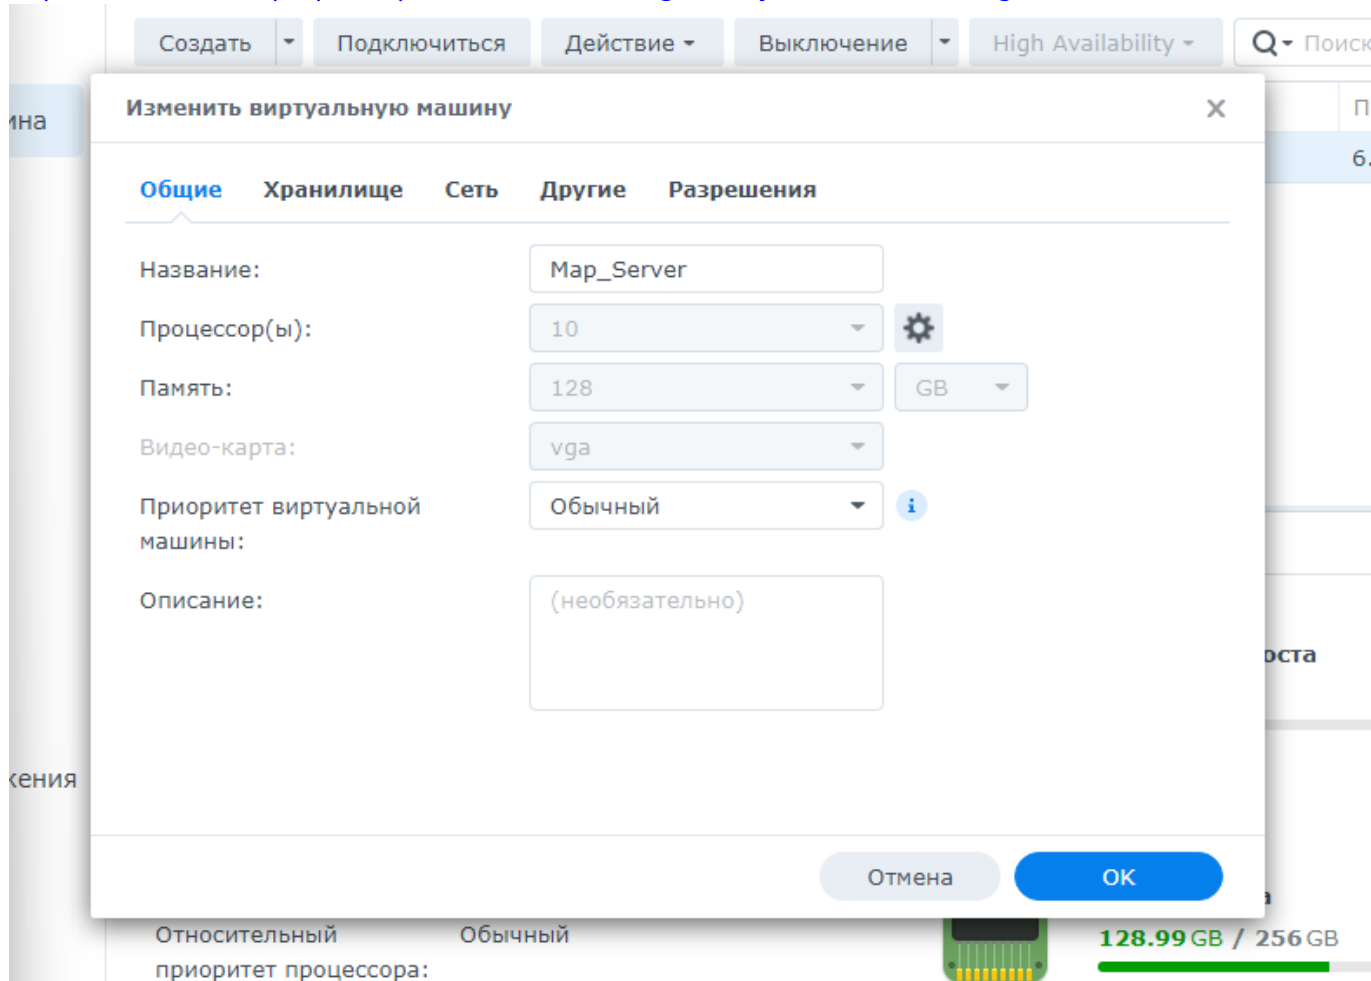 Создать
Подключиться
Действие
Выключение
High Availability
Поиск
Изменить виртуальную машину
Общие Хранилище Сеть Другие Разрешения
Название: Map_Server
Процессор(ы): 10
Память: 128 GB
Видео-карта: vga
Приоритет виртуальной Обычный i
машины:
Описание: (необязательно)
Отмена OK
Относительный Обычный
приоритет процессора:
128.99 GB / 256 GB